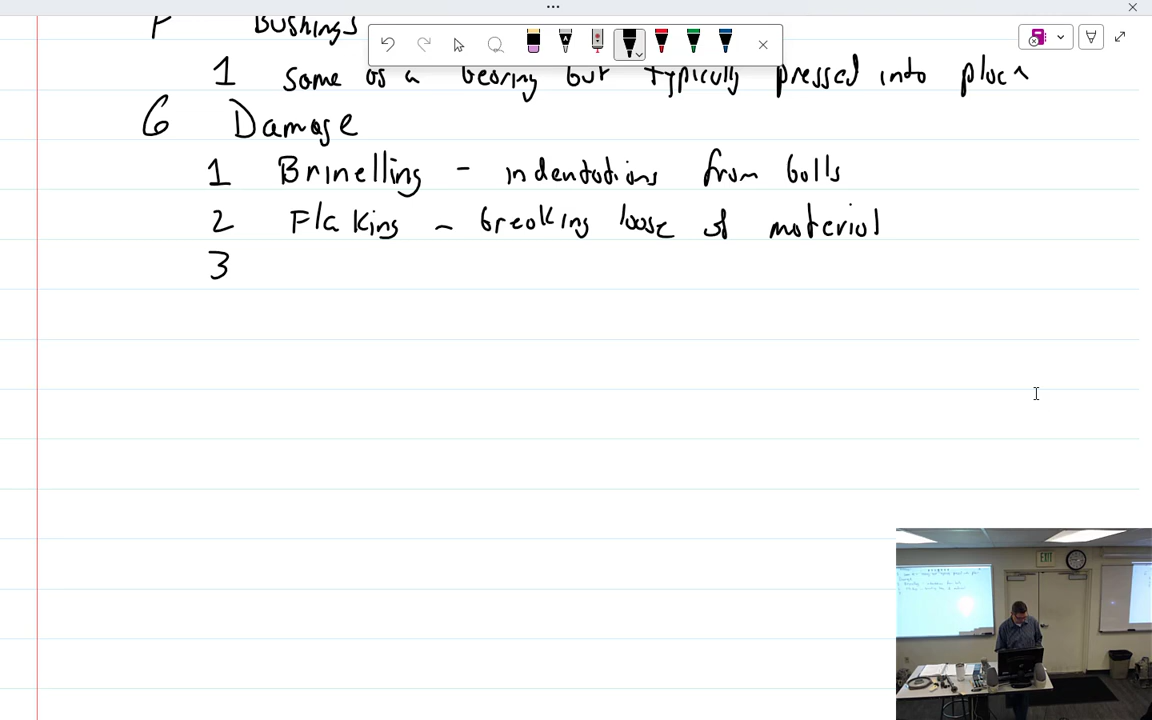 F Bushings
1 Same as a bearing but typically pressed into place
G Damage
1 Brinelling - indentations from balls
2 Flaking - breaking loose of material
3
EXIT